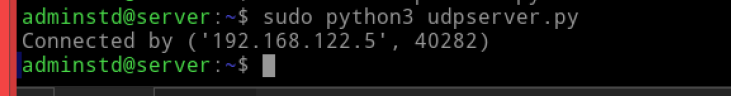 adminstd@server:~$ sudo python3 udpserver.py
Connected by ('192.168.122.5', 40282)
adminstd@server:~$